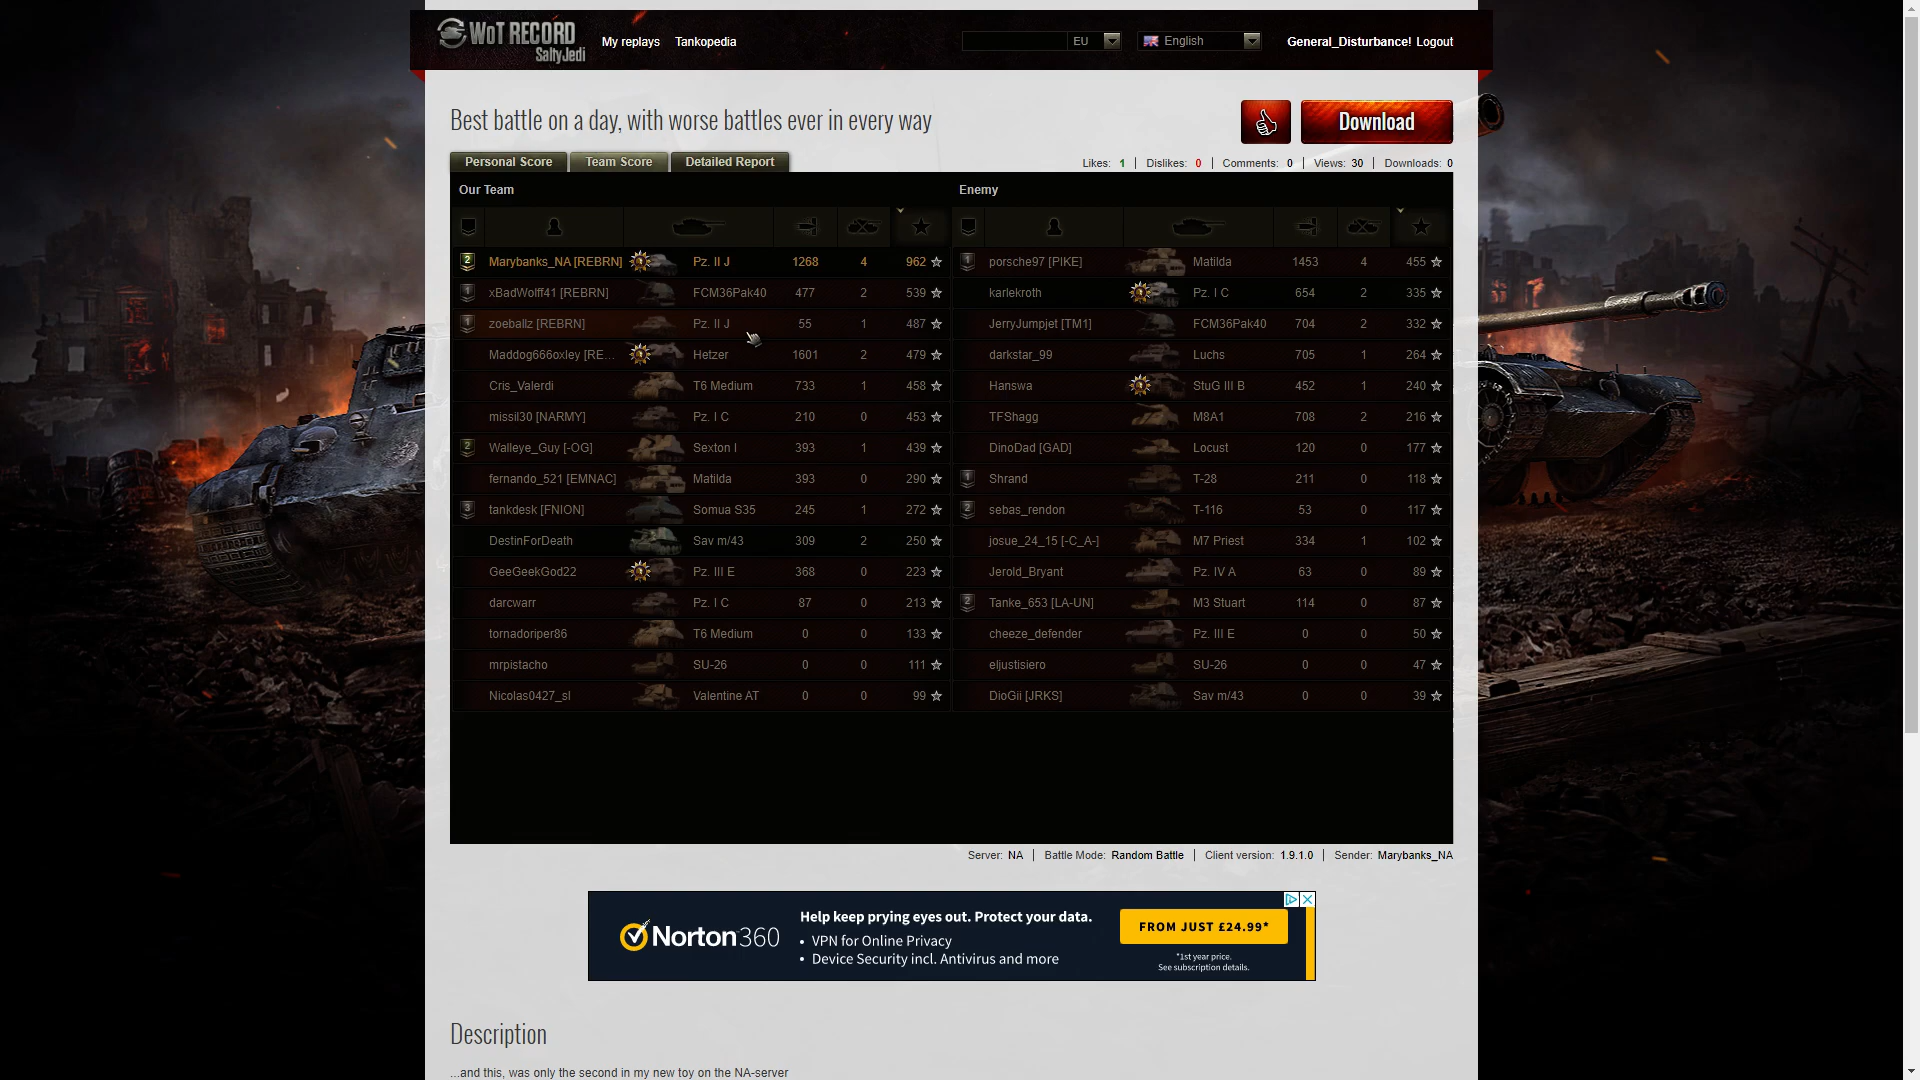 WoT RECORD
SaltyJedi
My replays Tankopedia
EU
English
General_Disturbance! Logout
Best battle on a day, with worse battles ever in every way
Download
Personal Score Team Score Detailed Report
Likes: 1 | Dislikes: 0 | Comments: 0 | Views: 30 | Downloads: 0
Our Team Enemy
2 Marybanks_NA [REBRN] Pz. II J 1268 4 962
1 porsche97 [PIKE] Matilda 1453 4 455
1 xBadWolff41 [REBRN] FCM36Pak40 477 2 539
karlekroth Pz. I C 654 2 335
1 zoeballz [REBRN] Pz. II J 55 1 487
JerryJumpjet [TM1] FCM36Pak40 704 2 332
Maddog666oxley [RE... Hetzer 1601 2 479
darkstar_99 Luchs 705 1 264
Cris_Valerdi T6 Medium 733 1 458
Hanswa StuG III B 452 1 240
missil30 [NARMY] Pz. I C 210 0 453
TFShagg M8A1 708 2 216
2 Walleye_Guy [-OG] Sexton I 393 1 439
DinoDad [GAD] Locust 120 0 177
fernando_521 [EMNAC] Matilda 393 0 290
1 Shrand T-28 211 0 118
3 tankdesk [FNION] Somua S35 245 1 272
2 sebas_rendon T-116 53 0 117
DestinForDeath Sav m/43 309 2 250
josue_24_15 [-C_A-] M7 Priest 334 1 102
GeeGeekGod22 Pz. III E 368 0 223
Jerold_Bryant Pz. IV A 63 0 89
darcwarr Pz. I C 87 0 213
2 Tanke_653 [LA-UN] M3 Stuart 114 0 87
tornadoriper86 T6 Medium 0 0 133
cheeze_defender Pz. III E 0 0 50
mrpistacho SU-26 0 0 111
eljustisiero SU-26 0 0 47
Nicolas0427_sl Valentine AT 0 0 99
DioGii [JRKS] Sav m/43 0 0 39
Server: NA | Battle Mode: Random Battle | Client version: 1.9.1.0 | Sender: Marybanks_NA
Norton 360
Help keep prying eyes out. Protect your data.
• VPN for Online Privacy
• Device Security incl. Antivirus and more
FROM JUST £24.99*
*1st year price.
See subscription details.
Description
...and this, was only the second in my new toy on the NA-server